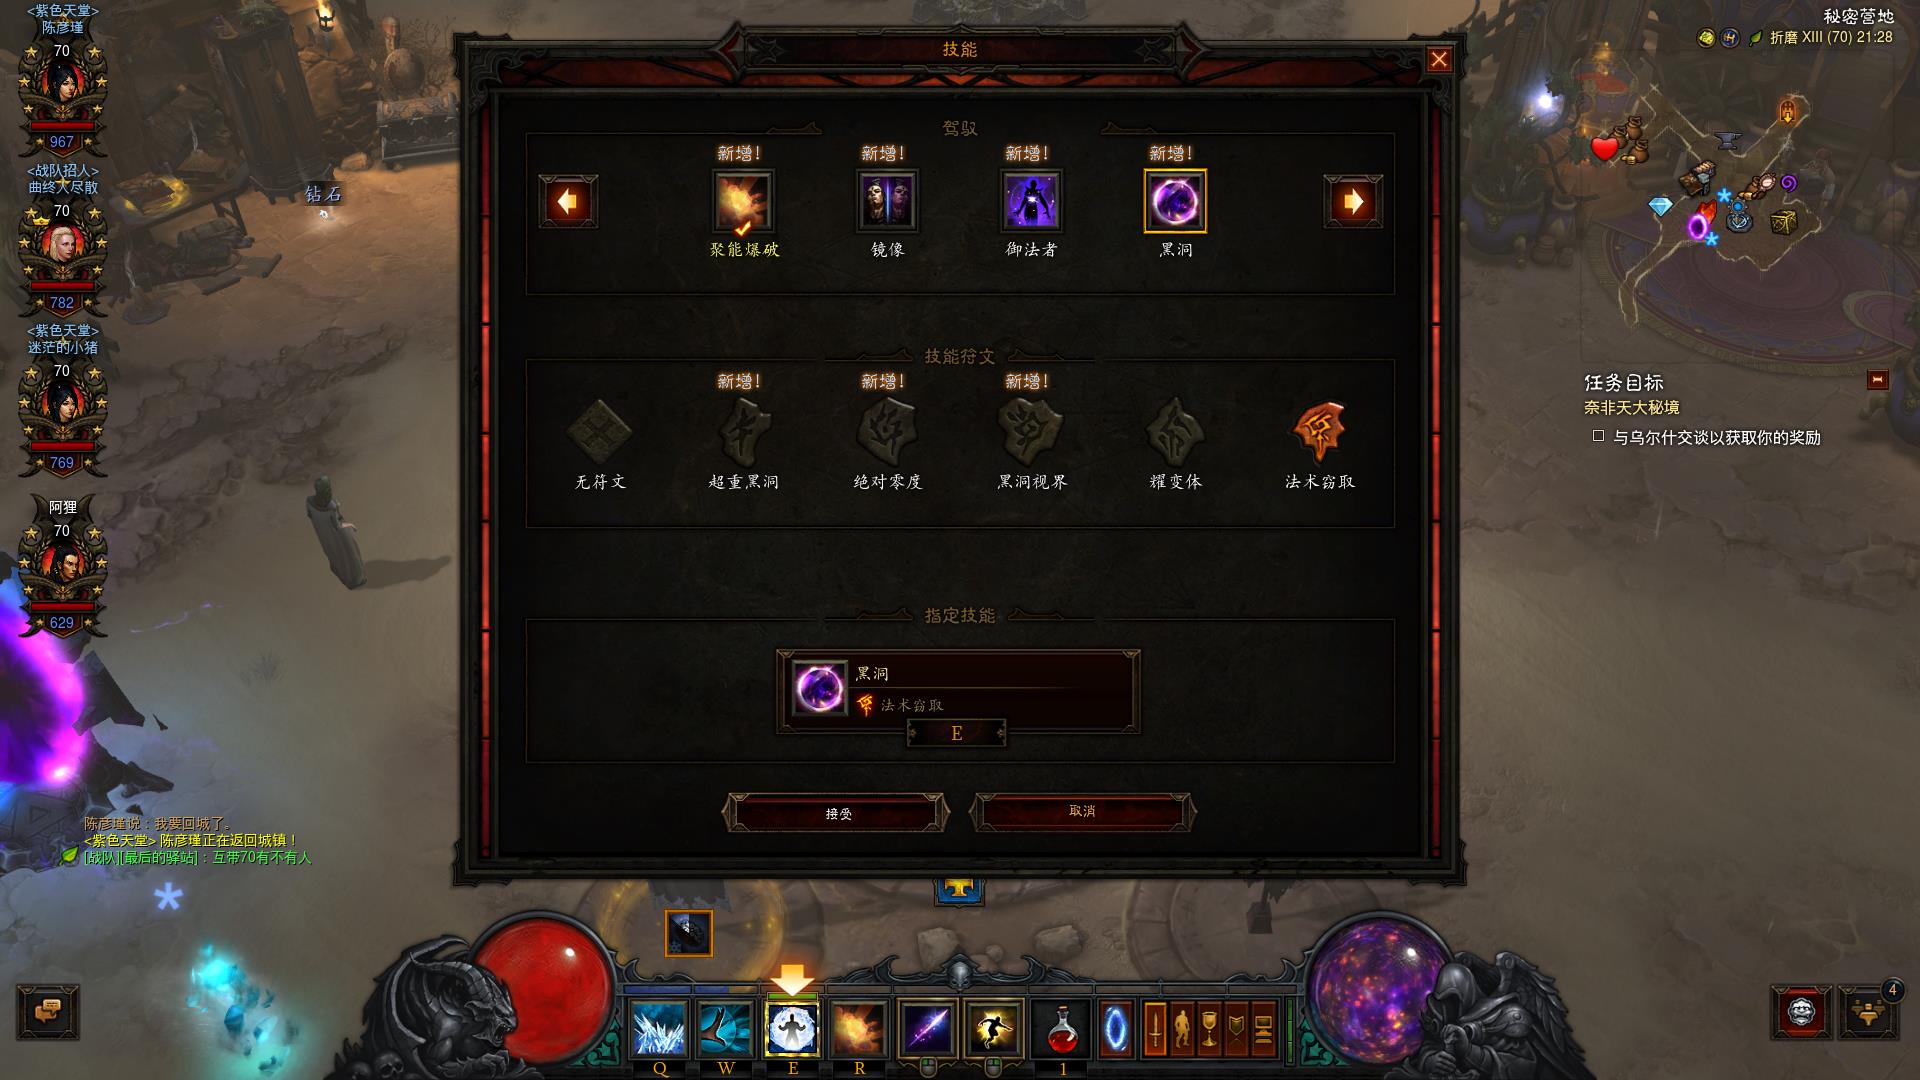 <紫色天堂>
陈彦瑾
70
967
<战队招人>
曲终人尽散
70
782
<紫色天堂>
迷茫的小猪
70
769
阿狸
70
629
钻石
技能
驾驭
新增!
新增!
新增!
新增!
聚能爆破
镜像
御法者
黑洞
技能符文
新增!
新增!
新增!
无符文
超重黑洞
绝对零度
黑洞视界
耀变体
法术窃取
指定技能
黑洞
法术窃取
E
接受
取消
秘密营地
折磨 XIII (70) 21:28
任务目标
奈非天大秘境
与乌尔什交谈以获取你的奖励
陈彦瑾说：我要回城了。
<紫色天堂> 陈彦瑾正在返回城镇！
[战队][最后的驿站]：互带70有不有人
Q
W
E
R
1
4